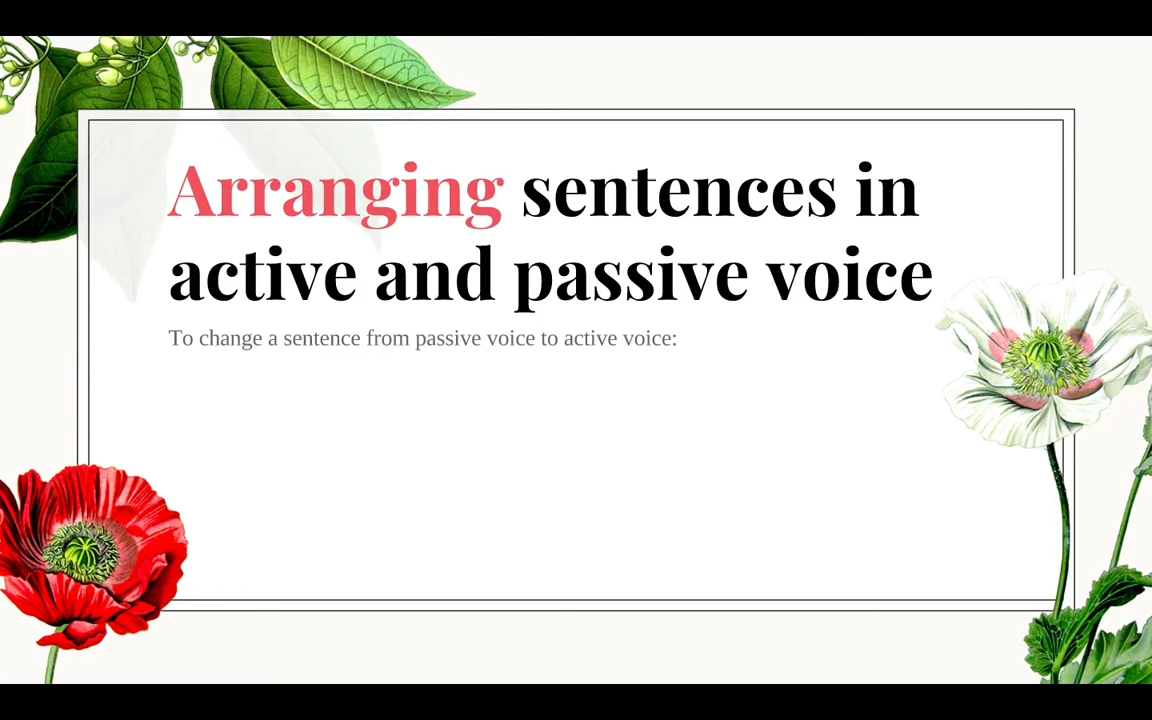 Arranging sentences in
active and passive voice
To change a sentence from passive voice to active voice: